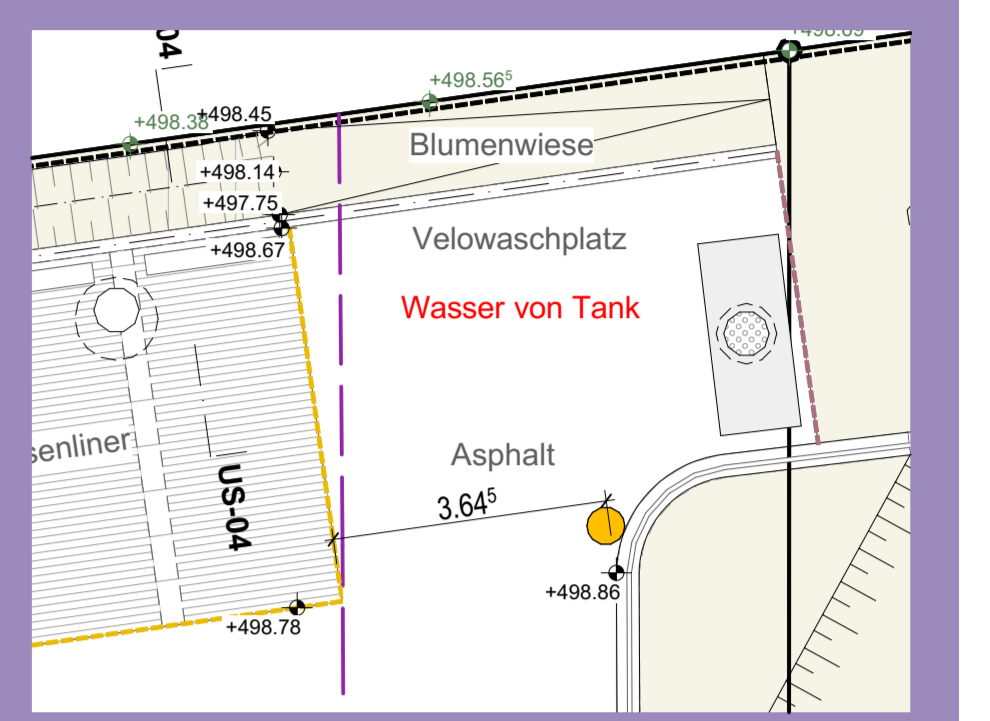 04
+498.69
+498.56⁵
+498.45
+498.38
Blumenwiese
+498.14
+497.75
Velowaschplatz
+498.67
Wasser von Tank
senliner
Asphalt
US-04
3.64⁵
+498.86
+498.78